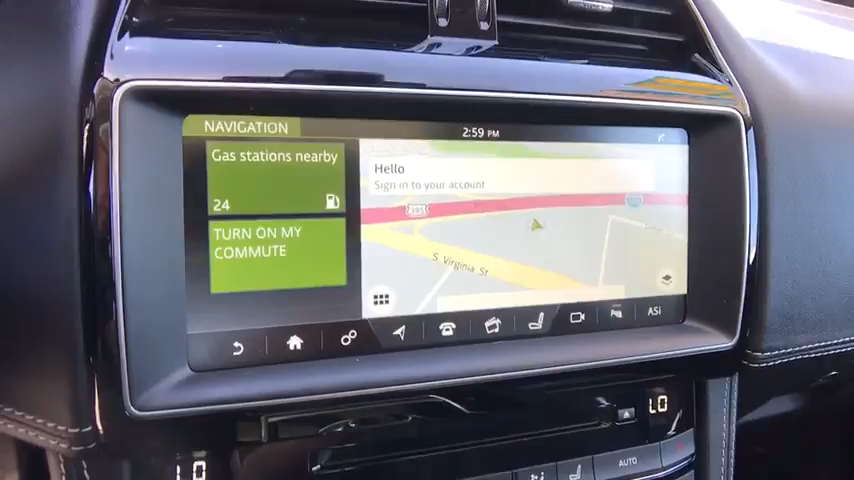 NAVIGATION
2:59 PM
Gas stations nearby
24
TURN ON MY
COMMUTE
Hello
Sign in to your account
395
S Virginia St
ASi
LO
LO
AUTO